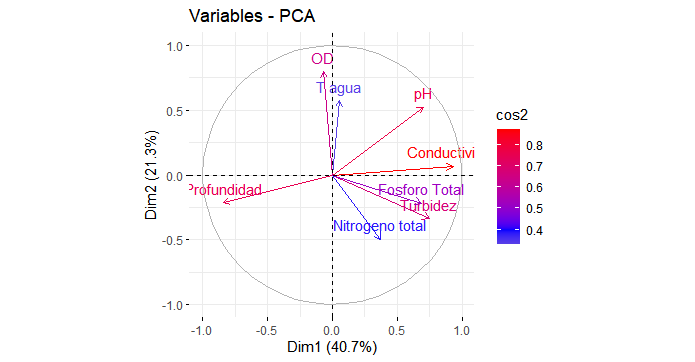 Variables - PCA
OD
T agua
pH
Conductivi
Profundidad
Fosforo Total
Turbidez
Nitrogeno total
1.0
0.5
0.0
-0.5
-1.0
Dim2 (21.3%)
-1.0
-0.5
0.0
0.5
1.0
Dim1 (40.7%)
cos2
0.8
0.7
0.6
0.5
0.4